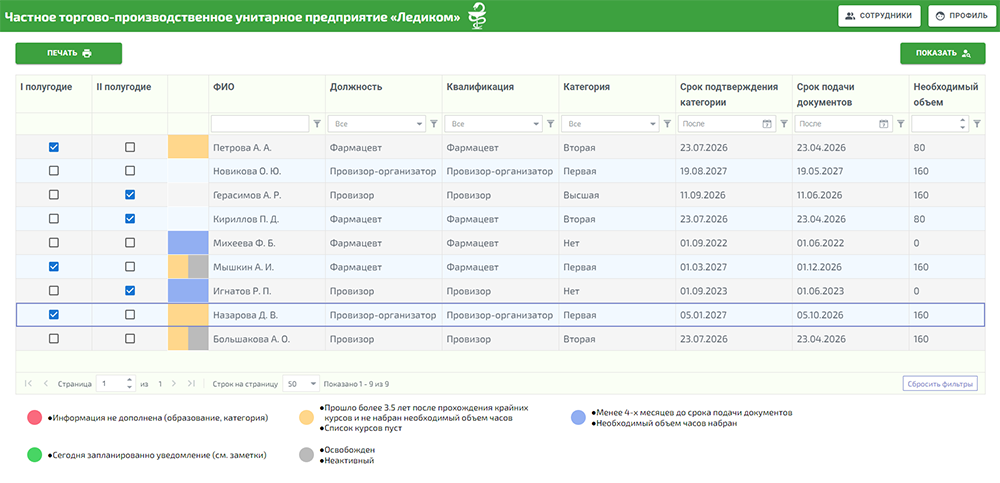 Частное торгово-производственное унитарное предприятие «Ледиком»
СОТРУДНИКИ
ПРОФИЛЬ
ПЕЧАТЬ
ПОКАЗАТЬ
I полугодие II полугодие ФИО Должность Квалификация Категория Срок подтверждения категории Срок подачи документов Необходимый объем
Все Все Все После После
Петрова А. А. Фармацевт Фармацевт Вторая 23.07.2026 23.04.2026 80
Новикова О. Ю. Провизор-организатор Провизор-организатор Первая 19.08.2027 19.05.2027 160
Герасимов А. Р. Провизор Провизор Высшая 11.09.2026 11.06.2026 160
Кириллов П. Д. Фармацевт Фармацевт Вторая 23.07.2026 23.04.2026 80
Михеева Ф. Б. Фармацевт Фармацевт Нет 01.09.2022 01.06.2022 0
Мышкин А. И. Фармацевт Фармацевт Первая 01.03.2027 01.12.2026 160
Игнатов Р. П. Провизор Провизор Нет 01.09.2023 01.06.2023 0
Назарова Д. В. Провизор-организатор Провизор-организатор Первая 05.01.2027 05.10.2026 160
Большакова А. О. Провизор Провизор Вторая 23.07.2026 23.04.2026 160
Страница 1 из 1 Строк на страницу 50 Показано 1 - 9 из 9 Сбросить фильтры
●Информация не дополнена (образование, категория)
●Прошло более 3.5 лет после прохождения крайних
курсов и не набран необходимый объем часов
●Список курсов пуст
●Менее 4-х месяцев до срока подачи документов
●Необходимый объем часов набран
●Сегодня запланированно уведомление (см. заметки)
●Освобожден
●Неактивный